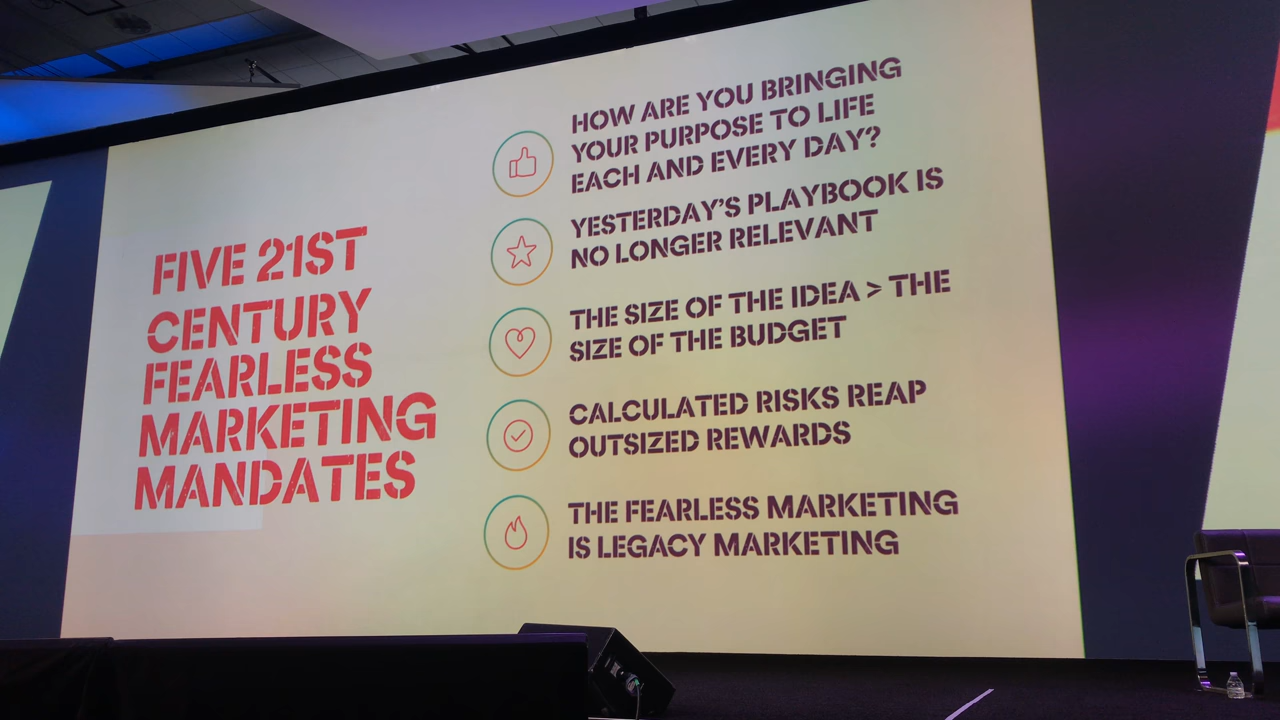 FIVE 21ST
CENTURY
FEARLESS
MARKETING
MANDATES
HOW ARE YOU BRINGING
YOUR PURPOSE TO LIFE
EACH AND EVERY DAY?
YESTERDAY'S PLAYBOOK IS
NO LONGER RELEVANT
THE SIZE OF THE IDEA > THE
SIZE OF THE BUDGET
CALCULATED RISKS REAP
OUTSIZED REWARDS
THE FEARLESS MARKETING
IS LEGACY MARKETING